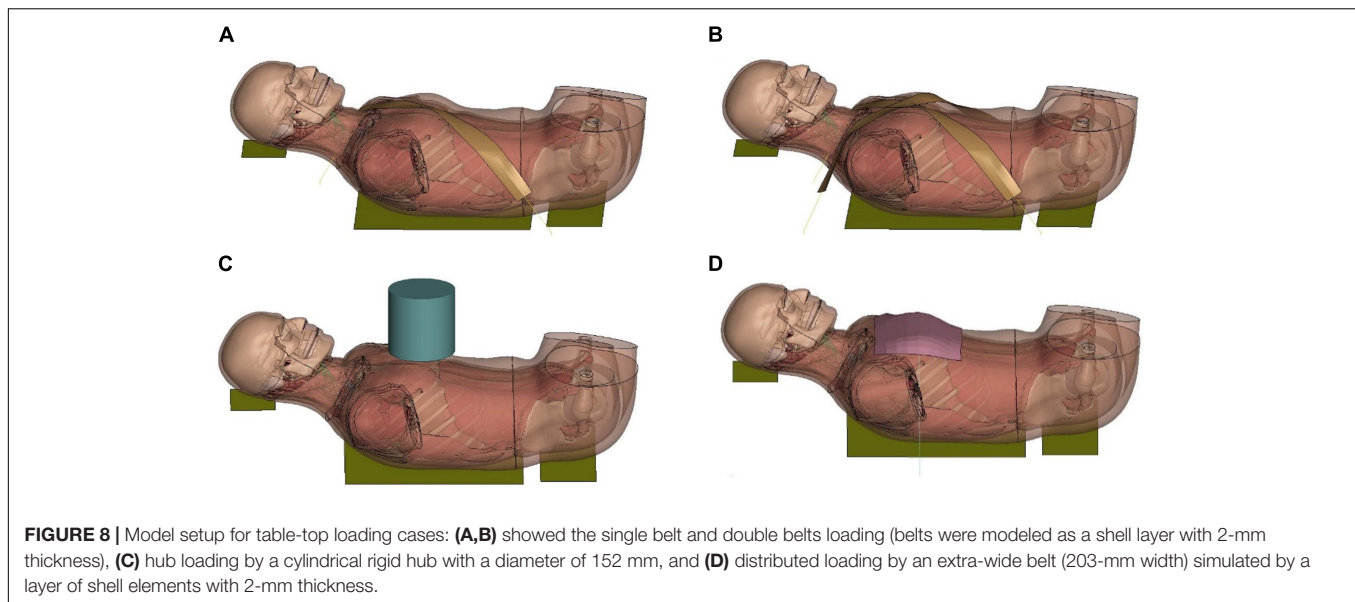 A
B
C
D
FIGURE 8 | Model setup for table-top loading cases: (A,B) showed the single belt and double belts loading (belts were modeled as a shell layer with 2-mm
thickness), (C) hub loading by a cylindrical rigid hub with a diameter of 152 mm, and (D) distributed loading by an extra-wide belt (203-mm width) simulated by a
layer of shell elements with 2-mm thickness.